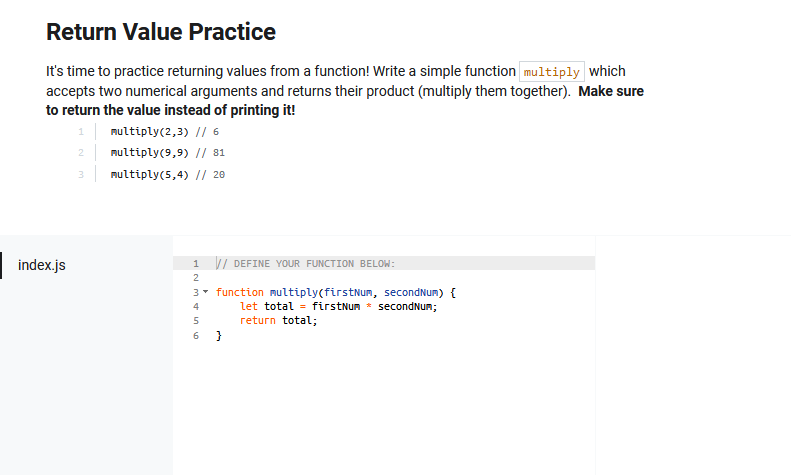 Return Value Practice
It's time to practice returning values from a function! Write a simple function multiply which
accepts two numerical arguments and returns their product (multiply them together).  Make sure
to return the value instead of printing it!
1 multiply(2,3) // 6
2 multiply(9,9) // 81
3 multiply(5,4) // 20
index.js
1 // DEFINE YOUR FUNCTION BELOW:
2
3 function multiply(firstNum, secondNum) {
4     let total = firstNum * secondNum;
5     return total;
6 }